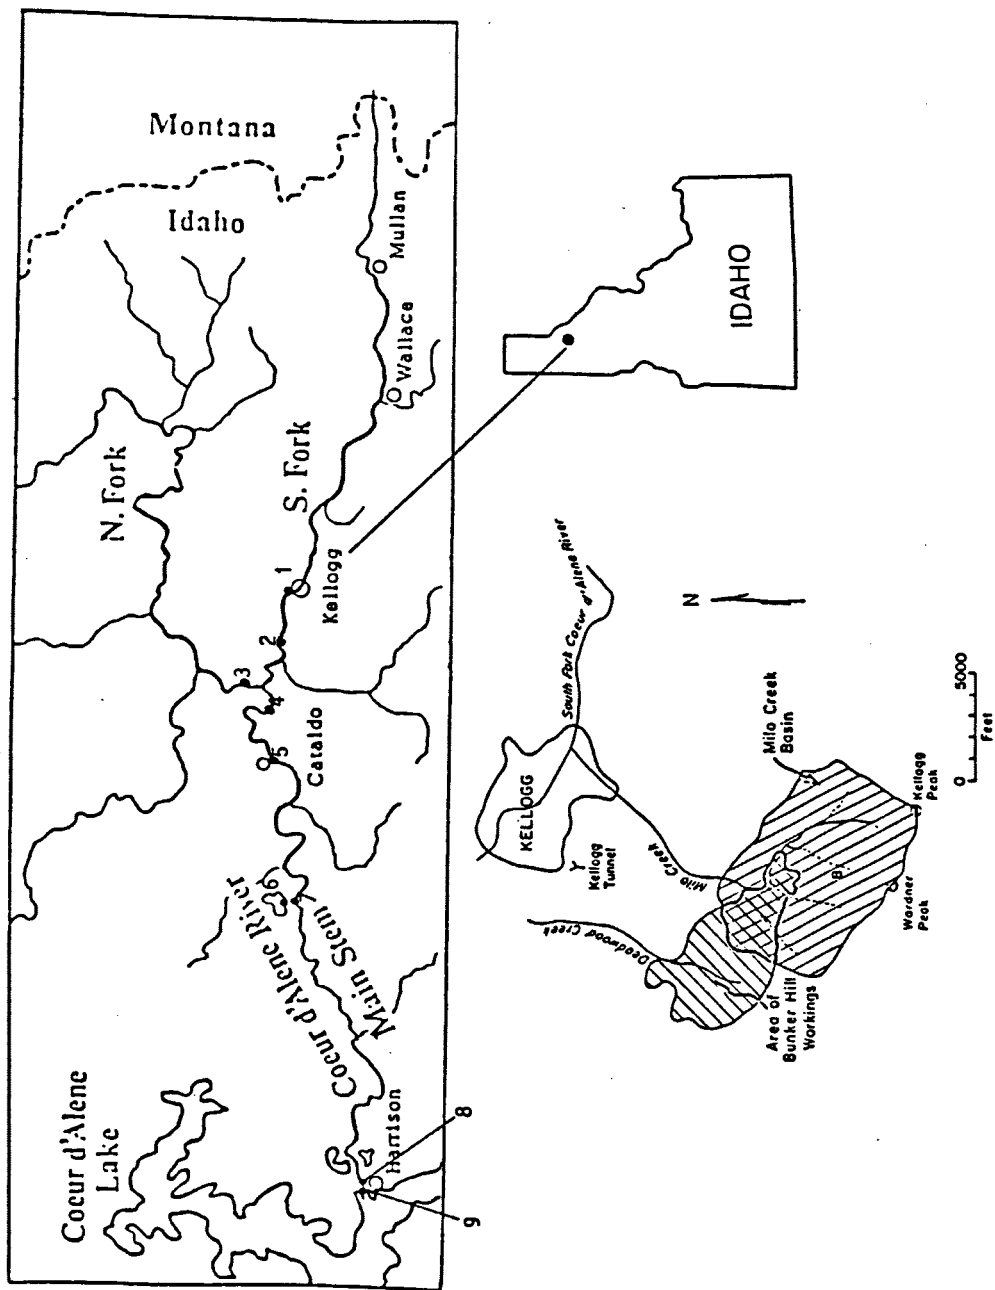 Coeur d'Alene
Lake
Coeur d'Alene River
Main Stem
Harrison
8
9
6
Cataldo
5
4
3
2
1
Kellogg
N. Fork
S. Fork
Wallace
Mullan
Idaho
Montana
IDAHO
KELLOGG
Kellogg
Tunnel
South Fork Coeur d'Alene River
Milo Creek
Deadwood Creek
Milo Creek
Basin
Area of
Bunker Hill
Workings
Wardner
Peak
Kellogg
Peak
N
0
5000
Feet